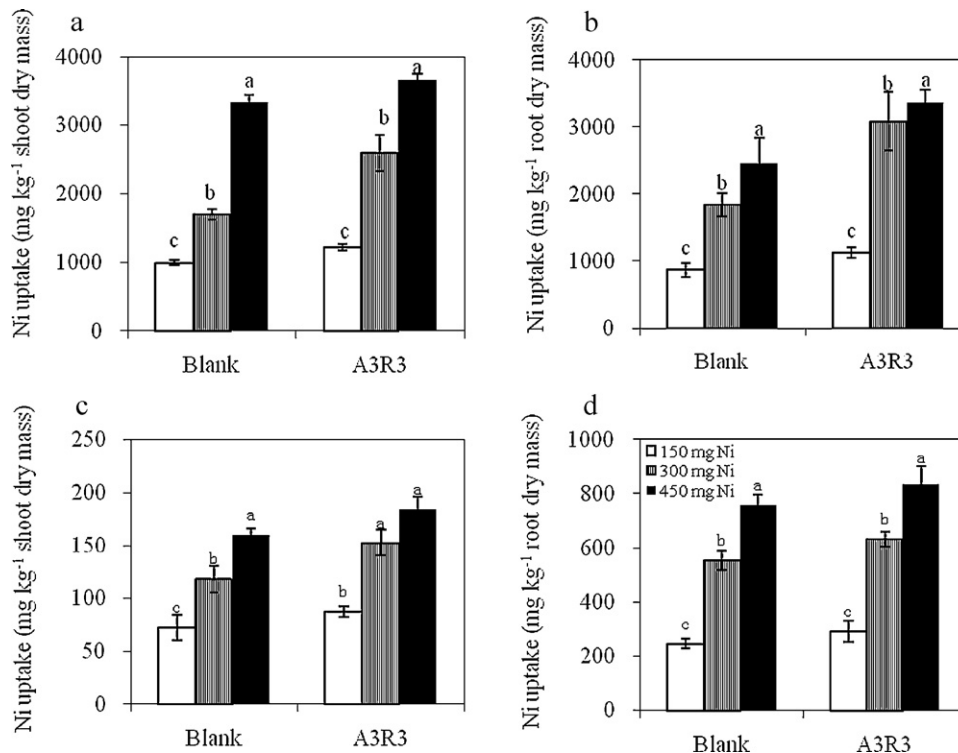 a
Ni uptake (mg kg⁻¹ shoot dry mass)
4000
3000
2000
1000
0
c
b
a
c
b
a
Blank
A3R3
b
Ni uptake (mg kg⁻¹ root dry mass)
4000
3000
2000
1000
0
c
b
a
c
b
a
Blank
A3R3
c
Ni uptake (mg kg⁻¹ shoot dry mass)
250
200
150
100
50
0
c
b
a
b
a
a
Blank
A3R3
d
Ni uptake (mg kg⁻¹ root dry mass)
1000
800
600
400
200
0
150 mg Ni
300 mg Ni
450 mg Ni
c
b
a
c
b
a
Blank
A3R3